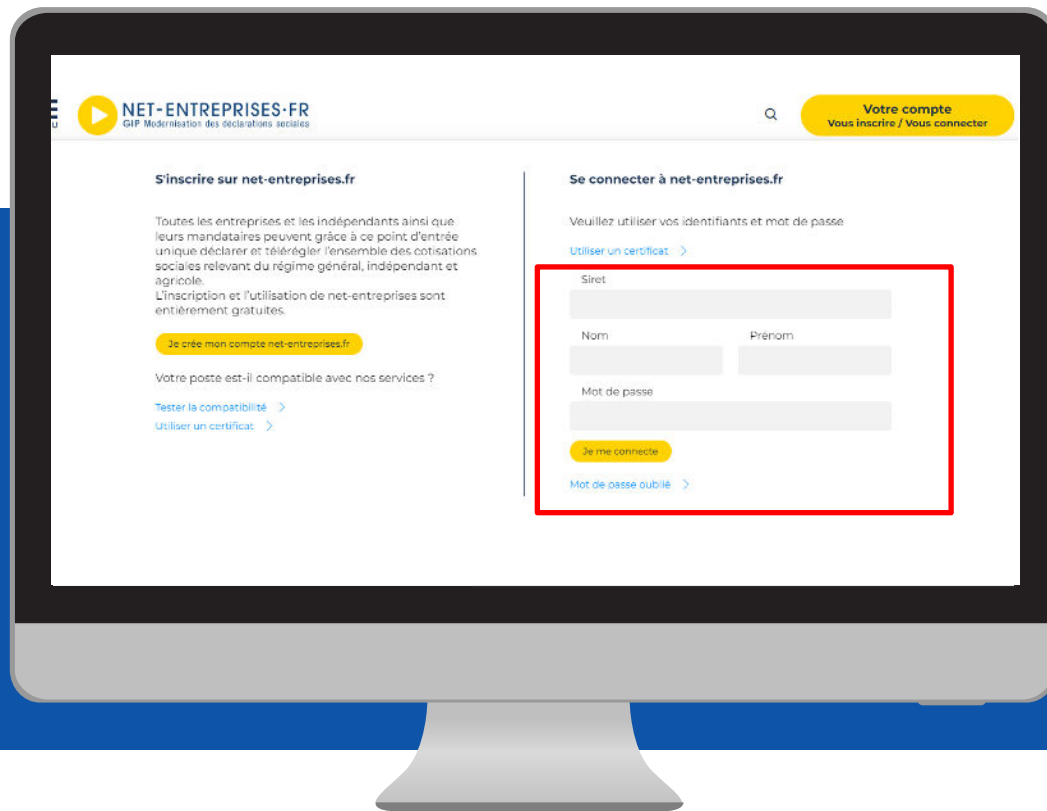 NET-ENTREPRISES·FR
GIP Modernisation des déclarations sociales
Votre compte
Vous inscrire / Vous connecter
S'inscrire sur net-entreprises.fr
Toutes les entreprises et les indépendants ainsi que
leurs mandataires peuvent grâce à ce point d'entrée
unique déclarer et télérégler l'ensemble des cotisations
sociales relevant du régime général, indépendant et
agricole.
L'inscription et l'utilisation de net-entreprises sont
entièrement gratuites.
Je crée mon compte net-entreprises.fr
Votre poste est-il compatible avec nos services ?
Tester la compatibilité
Utiliser un certificat
Se connecter à net-entreprises.fr
Veuillez utiliser vos identifiants et mot de passe
Utiliser un certificat
Siret
Nom Prénom
Mot de passe
Je me connecte
Mot de passe oublié